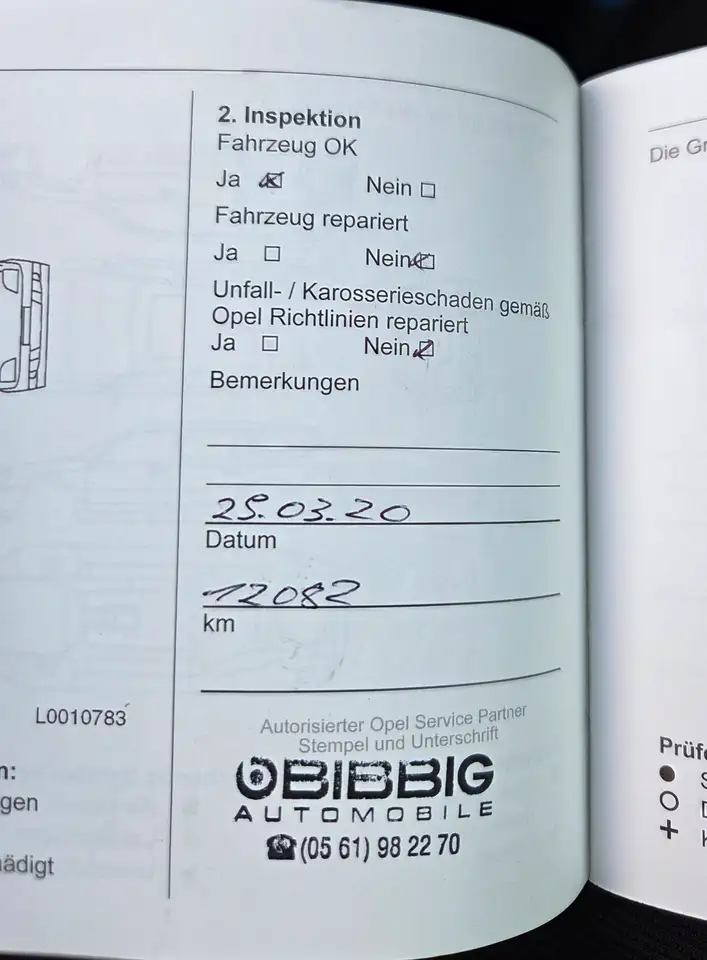 2. Inspektion
Fahrzeug OK
Ja Nein
Fahrzeug repariert
Ja Nein
Unfall- / Karosserieschaden gemäß
Opel Richtlinien repariert
Ja Nein
Bemerkungen
25.03.20
Datum
12082
km
Autorisierter Opel Service Partner
Stempel und Unterschrift
BIBBIG
AUTOMOBILE
(05 61) 98 22 70
L0010783
n:
gen
ädigt
Die Gr
Prüfe